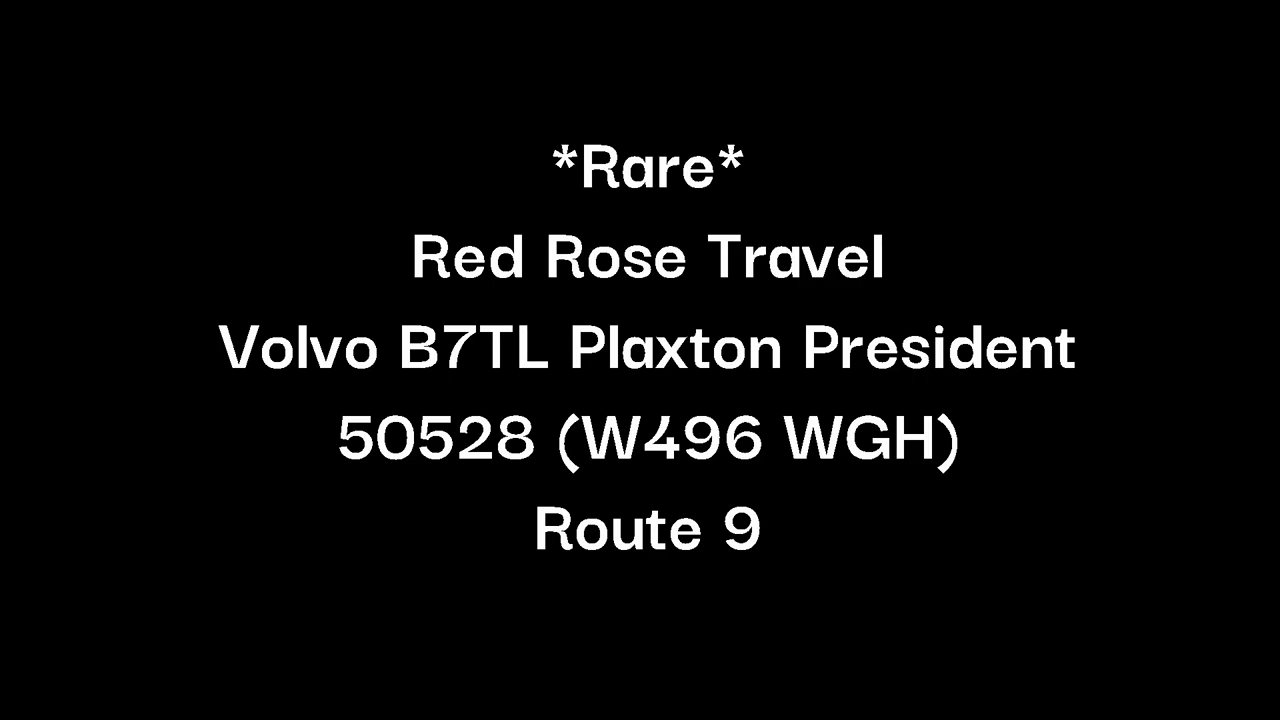 *Rare*
Red Rose Travel
Volvo B7TL Plaxton President
50528 (W496 WGH)
Route 9